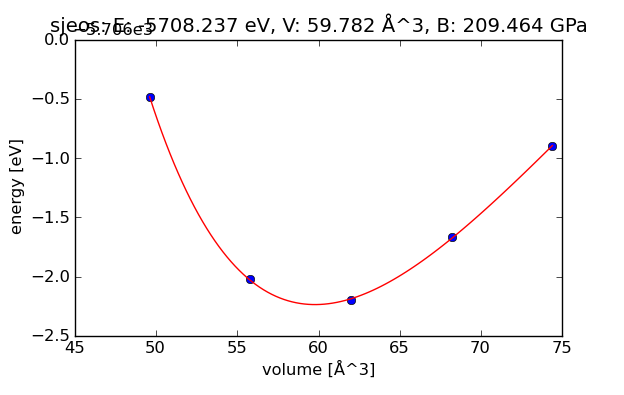 sjeos: E: -5708.237 eV, V: 59.782 Å^3, B: 209.464 GPa
−5.706e3
0.0
−0.5
−1.0
−1.5
−2.0
−2.5
energy [eV]
45 50 55 60 65 70 75
volume [Å^3]